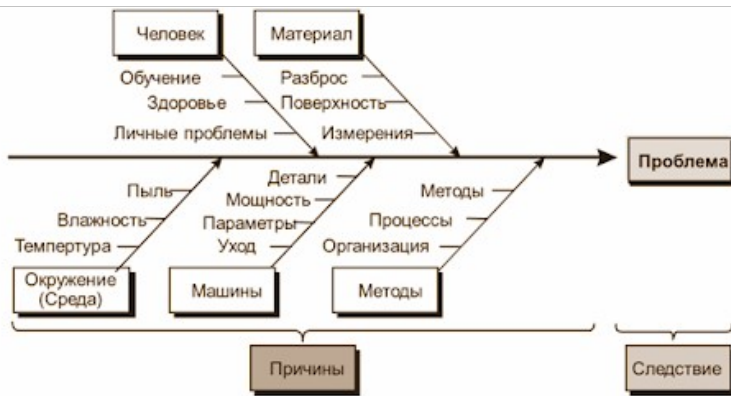 Человек
Материал
Обучение
Здоровье
Личные проблемы
Разброс
Поверхность
Измерения
Проблема
Пыль
Влажность
Темпертура
Детали
Мощность
Параметры
Уход
Методы
Процессы
Организация
Окружение
(Среда)
Машины
Методы
Причины
Следствие